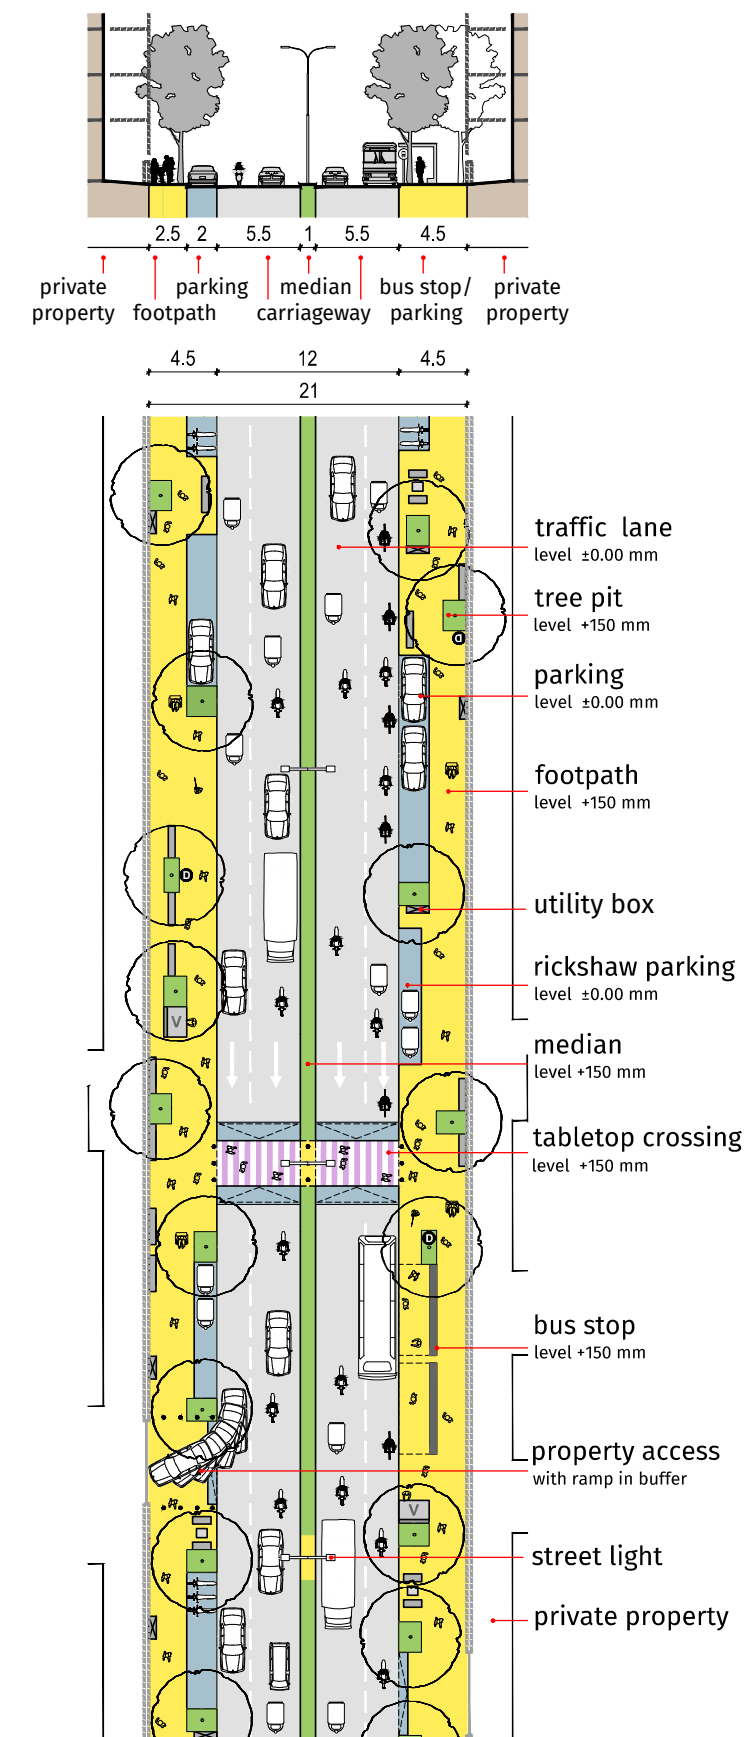 2.5 2 5.5 1 5.5 4.5
private property
footpath
parking
carriageway
median
bus stop/ parking
private property
4.5 12 4.5
21
traffic lane
level ±0.00 mm
tree pit
level +150 mm
D
parking
level ±0.00 mm
footpath
level +150 mm
D
utility box
rickshaw parking
level ±0.00 mm
V
median
level +150 mm
tabletop crossing
level +150 mm
D
bus stop
level +150 mm
property access
with ramp in buffer
V
street light
private property